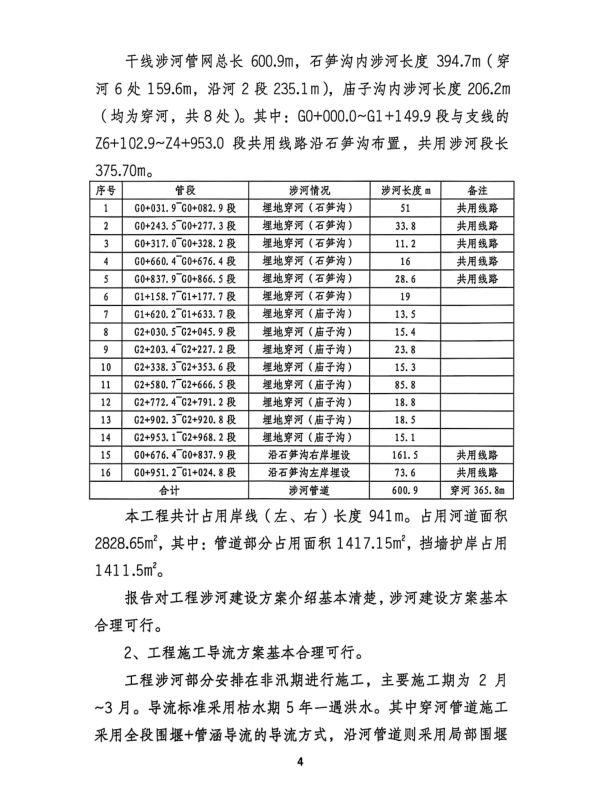 干线涉河管网总长 600.9m，石笋沟内涉河长度 394.7m（穿
河 6 处 159.6m，沿河 2 段 235.1m），庙子沟内涉河长度 206.2m
（均为穿河，共 8 处）。其中：G0+000.0~G1+149.9 段与支线的
Z6+102.9~Z4+953.0 段共用线路沿石笋沟布置，共用涉河段长
375.70m。
序号 管段 涉河情况 涉河长度 m 备注
1 G0+031.9~G0+082.9 段 埋地穿河（石笋沟） 51 共用线路
2 G0+243.5~G0+277.3 段 埋地穿河（石笋沟） 33.8 共用线路
3 G0+317.0~G0+328.2 段 埋地穿河（石笋沟） 11.2 共用线路
4 G0+660.4~G0+676.4 段 埋地穿河（石笋沟） 16 共用线路
5 G0+837.9~G0+866.5 段 埋地穿河（石笋沟） 28.6 共用线路
6 G1+158.7~G1+177.7 段 埋地穿河（石笋沟） 19
7 G1+620.2~G1+633.7 段 埋地穿河（庙子沟） 13.5
8 G2+030.5~G2+045.9 段 埋地穿河（庙子沟） 15.4
9 G2+203.4~G2+227.2 段 埋地穿河（庙子沟） 23.8
10 G2+338.3~G2+353.6 段 埋地穿河（庙子沟） 15.3
11 G2+580.7~G2+666.5 段 埋地穿河（庙子沟） 85.8
12 G2+772.4~G2+791.2 段 埋地穿河（庙子沟） 18.8
13 G2+902.3~G2+920.8 段 埋地穿河（庙子沟） 18.5
14 G2+953.1~G2+968.2 段 埋地穿河（庙子沟） 15.1
15 G0+676.4~G0+837.9 段 沿石笋沟右岸埋设 161.5 共用线路
16 G0+951.2~G1+024.8 段 沿石笋沟左岸埋设 73.6 共用线路
合计 涉河管道 600.9 穿河 365.8m
本工程共计占用岸线（左、右）长度 941m。占用河道面积
2828.65m²，其中：管道部分占用面积 1417.15m²，挡墙护岸占用
1411.5m²。
报告对工程涉河建设方案介绍基本清楚，涉河建设方案基本
合理可行。
2、工程施工导流方案基本合理可行。
工程涉河部分安排在非汛期进行施工，主要施工期为 2 月
~3 月。导流标准采用枯水期 5 年一遇洪水。其中穿河管道施工
采用全段围堰+管涵导流的导流方式，沿河管道则采用局部围堰
4